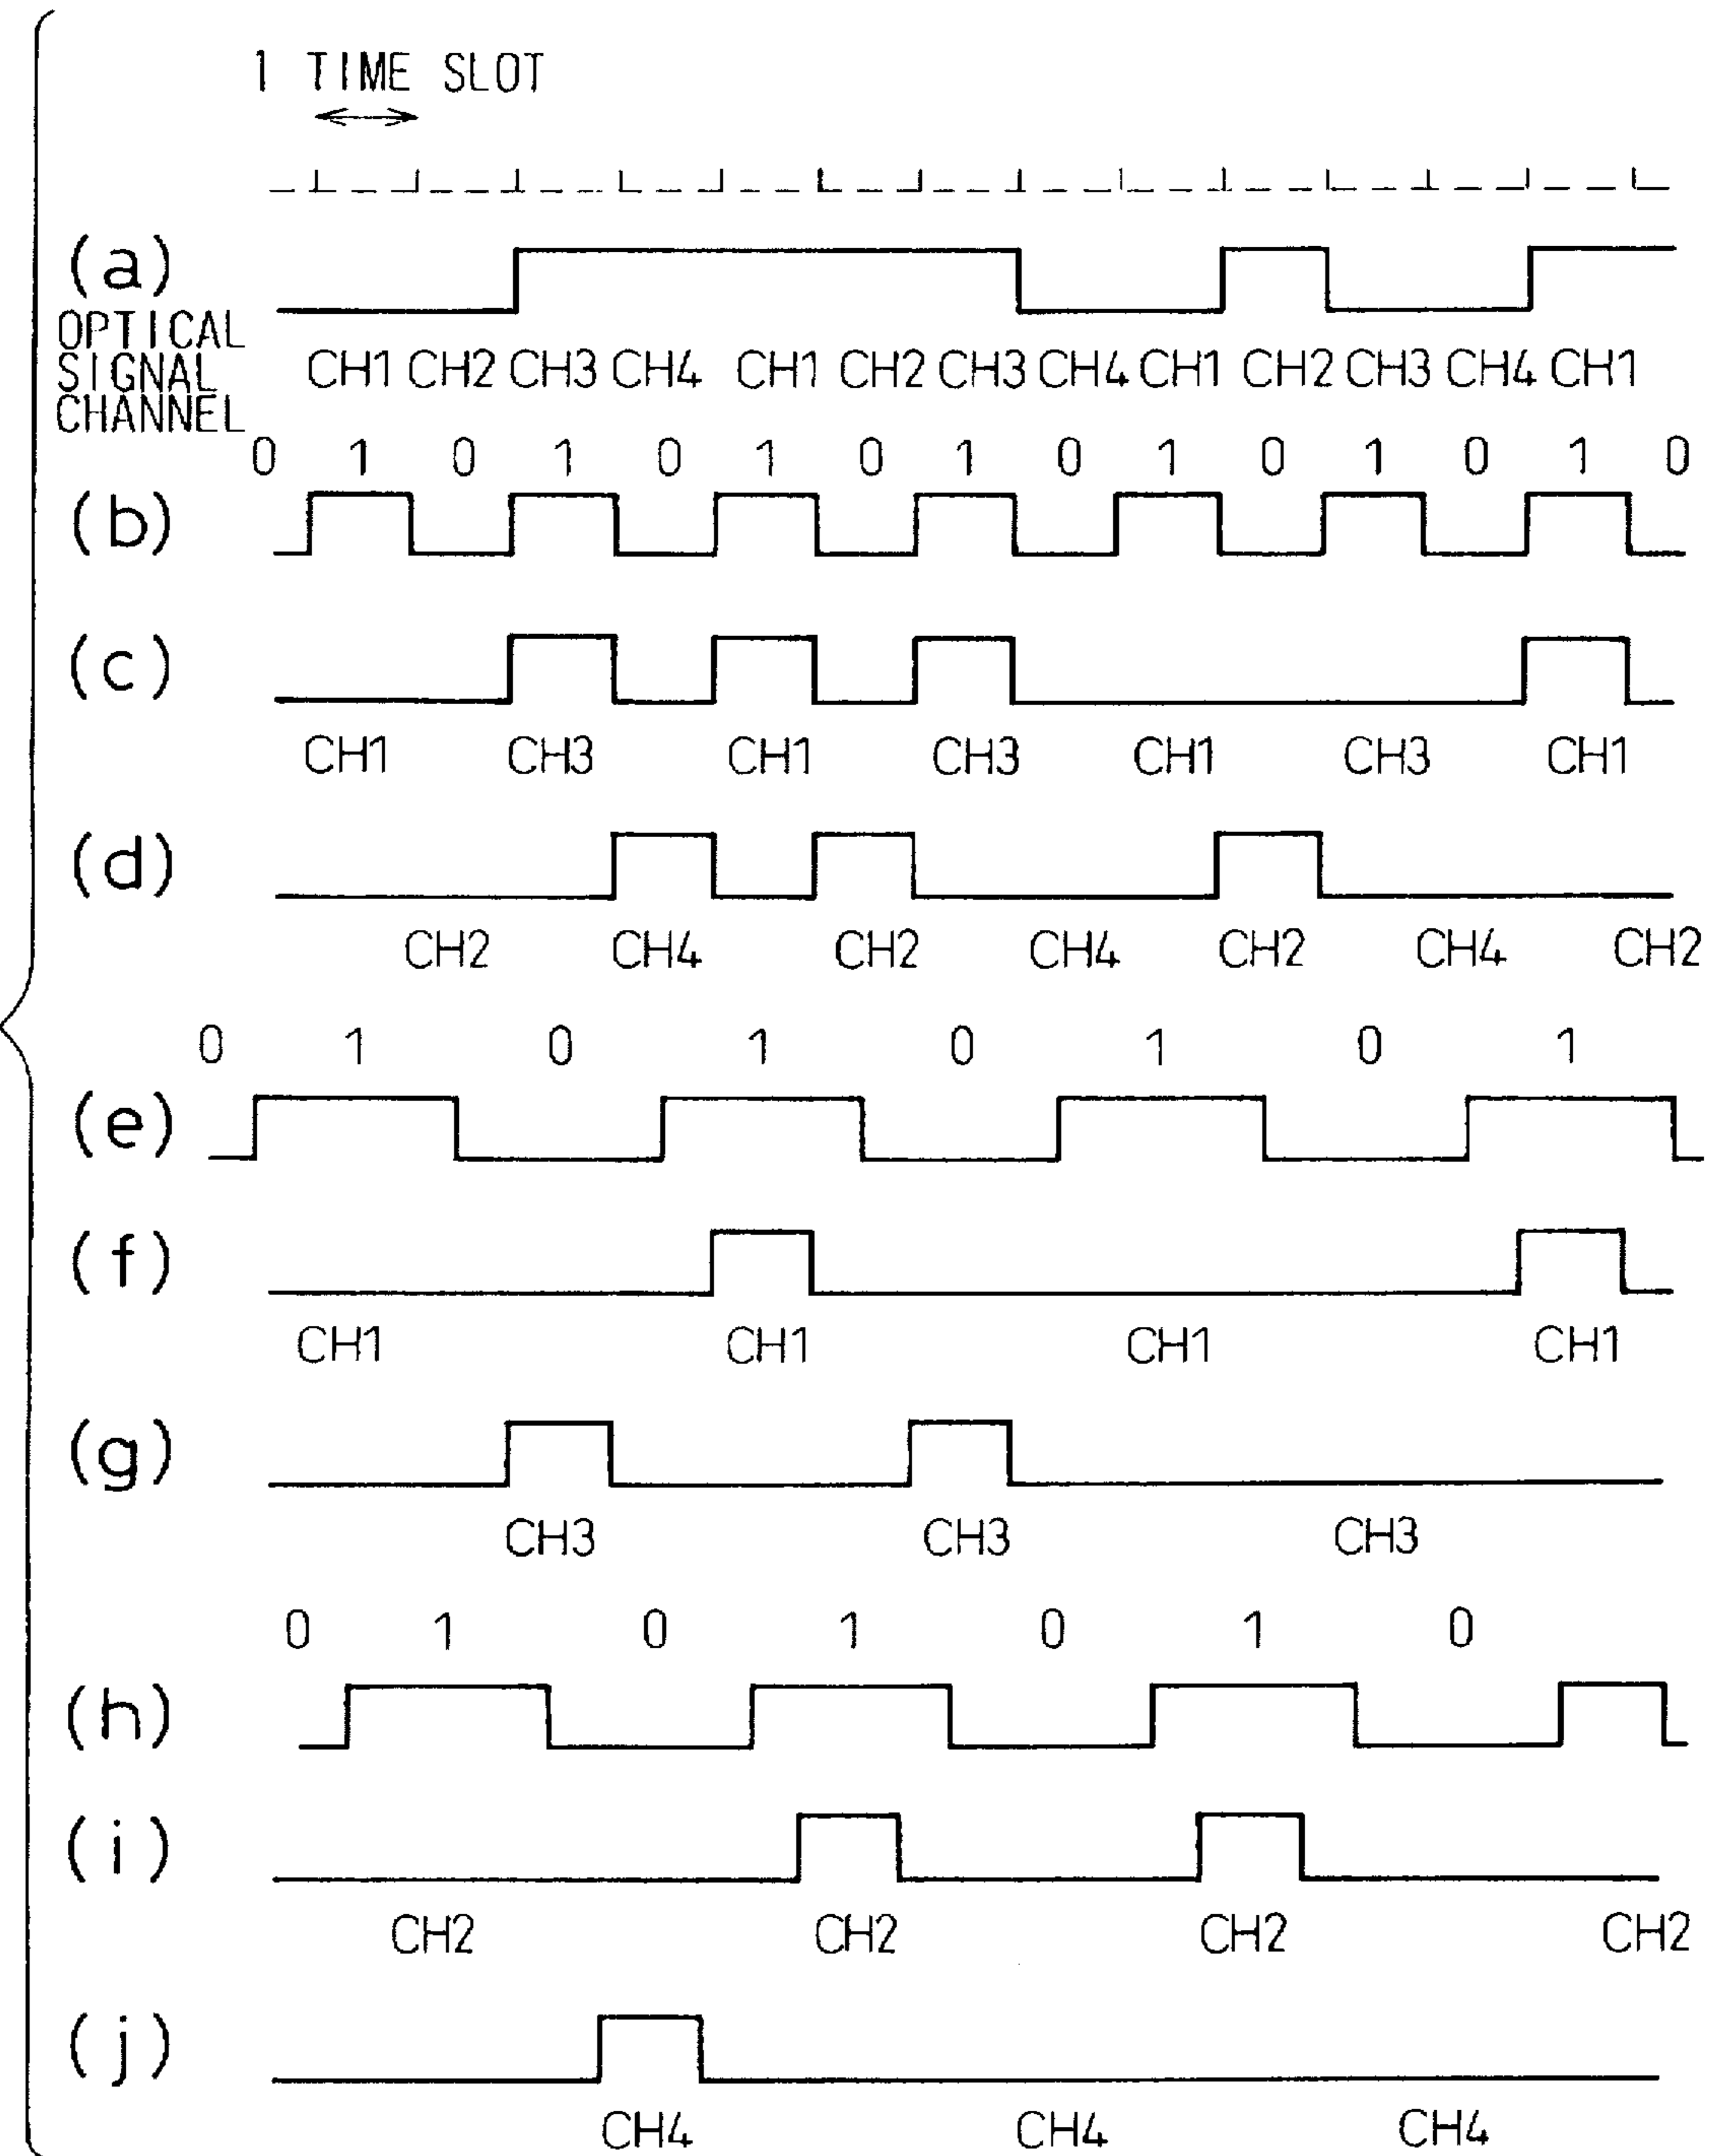 1 TIME SLOT
(a)
OPTICAL
SIGNAL
CHANNEL
CH1 CH2 CH3 CH4 CH1 CH2 CH3 CH4 CH1 CH2 CH3 CH4 CH1
0 1 0 1 0 1 0 1 0 1 0 1 0 1 0
(b)
(c)
CH1 CH3 CH1 CH3 CH1 CH3 CH1
(d)
CH2 CH4 CH2 CH4 CH2 CH4 CH2
0 1 0 1 0 1 0 1
(e)
(f)
CH1 CH1 CH1 CH1
(g)
CH3 CH3 CH3
0 1 0 1 0 1 0
(h)
(i)
CH2 CH2 CH2 CH2
(j)
CH4 CH4 CH4